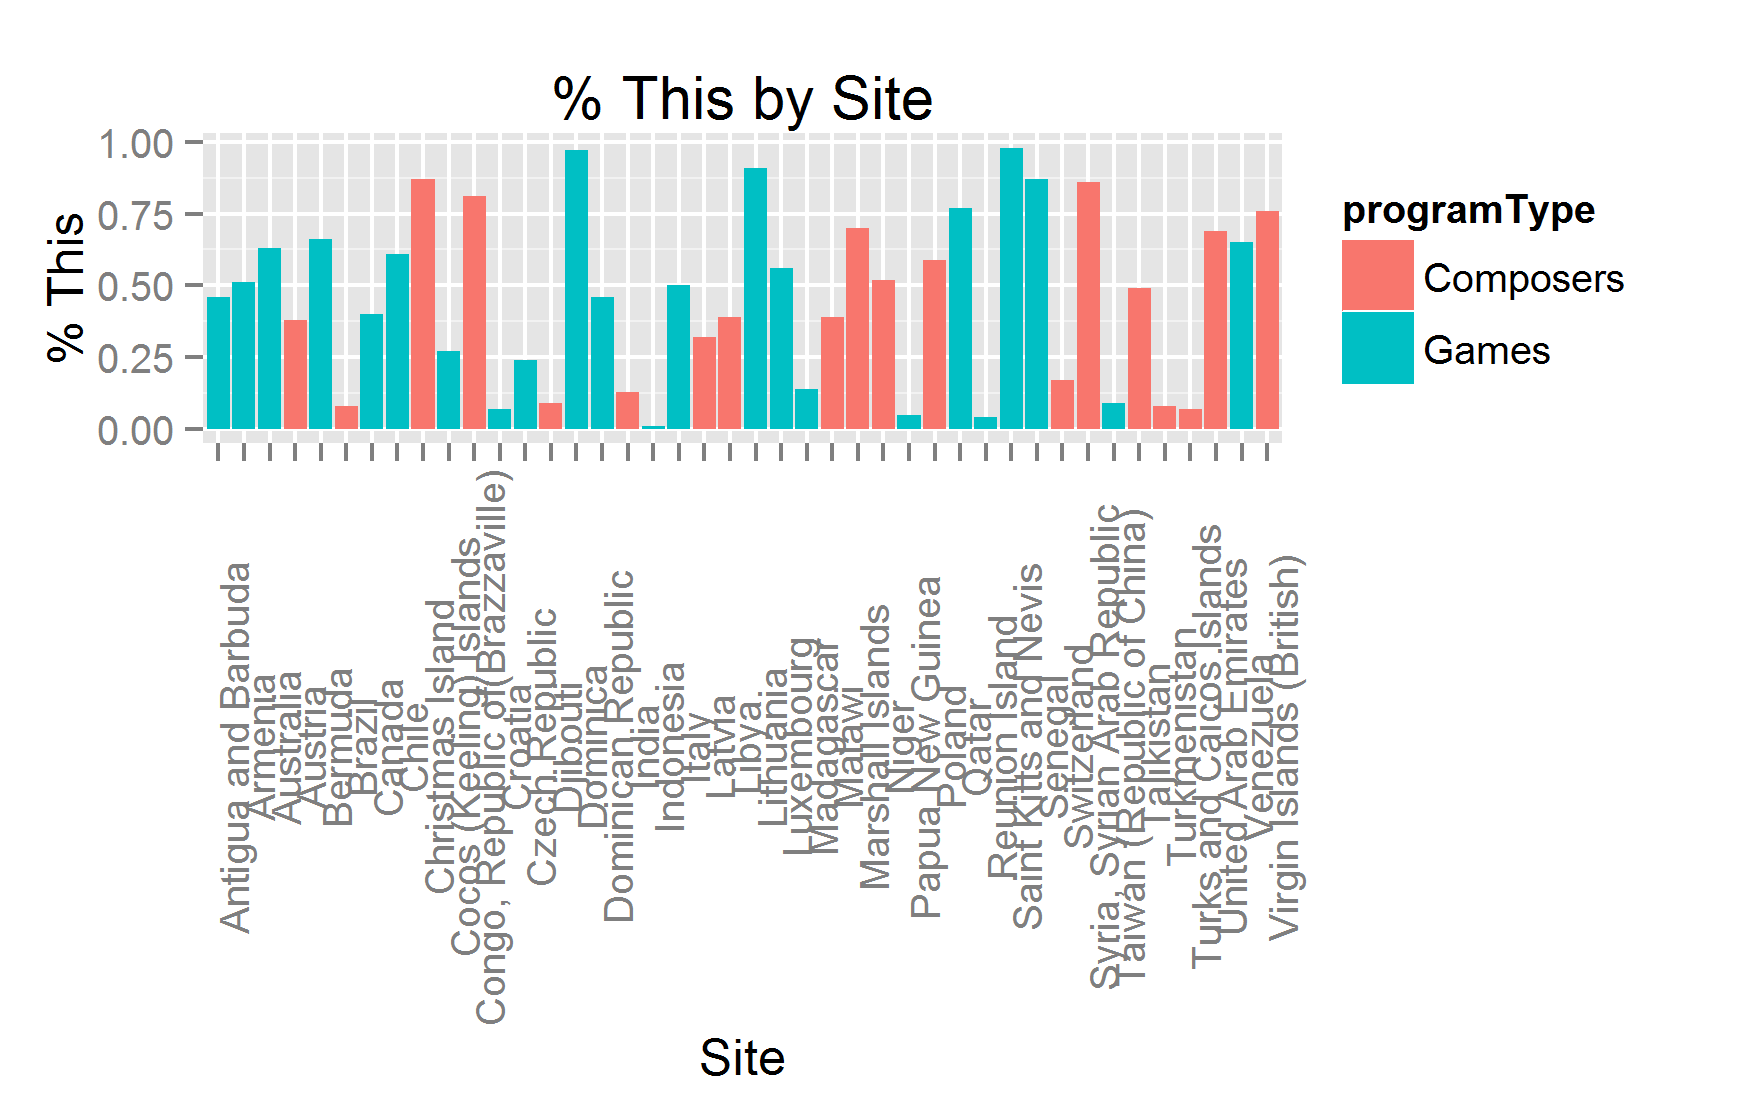 % This by Site
% This
1.00
0.75
0.50
0.25
0.00
Antigua and Barbuda
Armenia
Australia
Austria
Bermuda
Brazil
Canada
Chile
Christmas Island
Cocos (Keeling) Islands
Congo, Republic of(Brazzaville)
Croatia
Czech Republic
Djibouti
Dominica
Dominican Republic
India
Indonesia
Italy
Latvia
Libya
Lithuania
Luxembourg
Madagascar
Malawi
Marshall Islands
Niger
Papua New Guinea
Poland
Qatar
Reunion Island
Saint Kitts and Nevis
Senegal
Switzerland
Syria, Syrian Arab Republic
Taiwan (Republic of China)
Tajikistan
Turkmenistan
Turks and Caicos Islands
United Arab Emirates
Venezuela
Virgin Islands (British)
Site
programType
Composers
Games